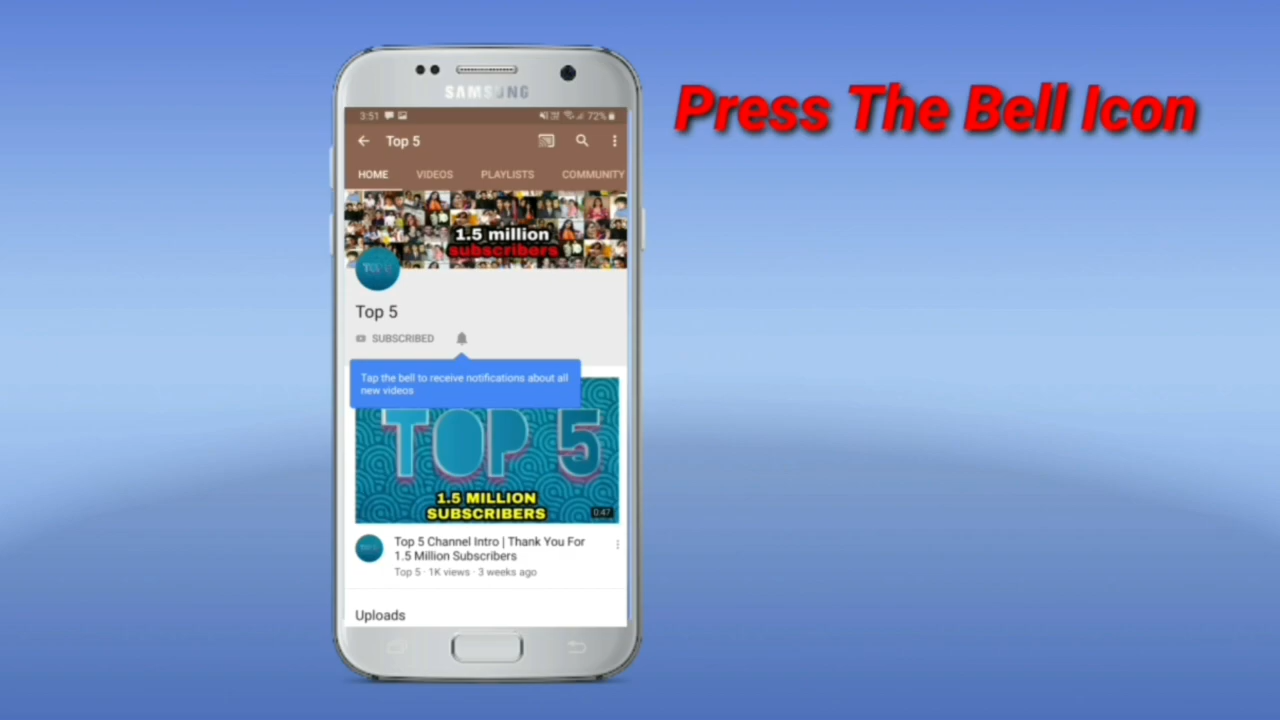 Press The Bell Icon
SAMSUNG
3:51
72%
Top 5
HOME VIDEOS PLAYLISTS COMMUNITY
1.5 million
subscribers
Top 5
SUBSCRIBED
Tap the bell to receive notifications about all
new videos
TOP 5
1.5 MILLION
SUBSCRIBERS
0:47
Top 5 Channel Intro | Thank You For
1.5 Million Subscribers
Top 5 · 1K views · 3 weeks ago
Uploads